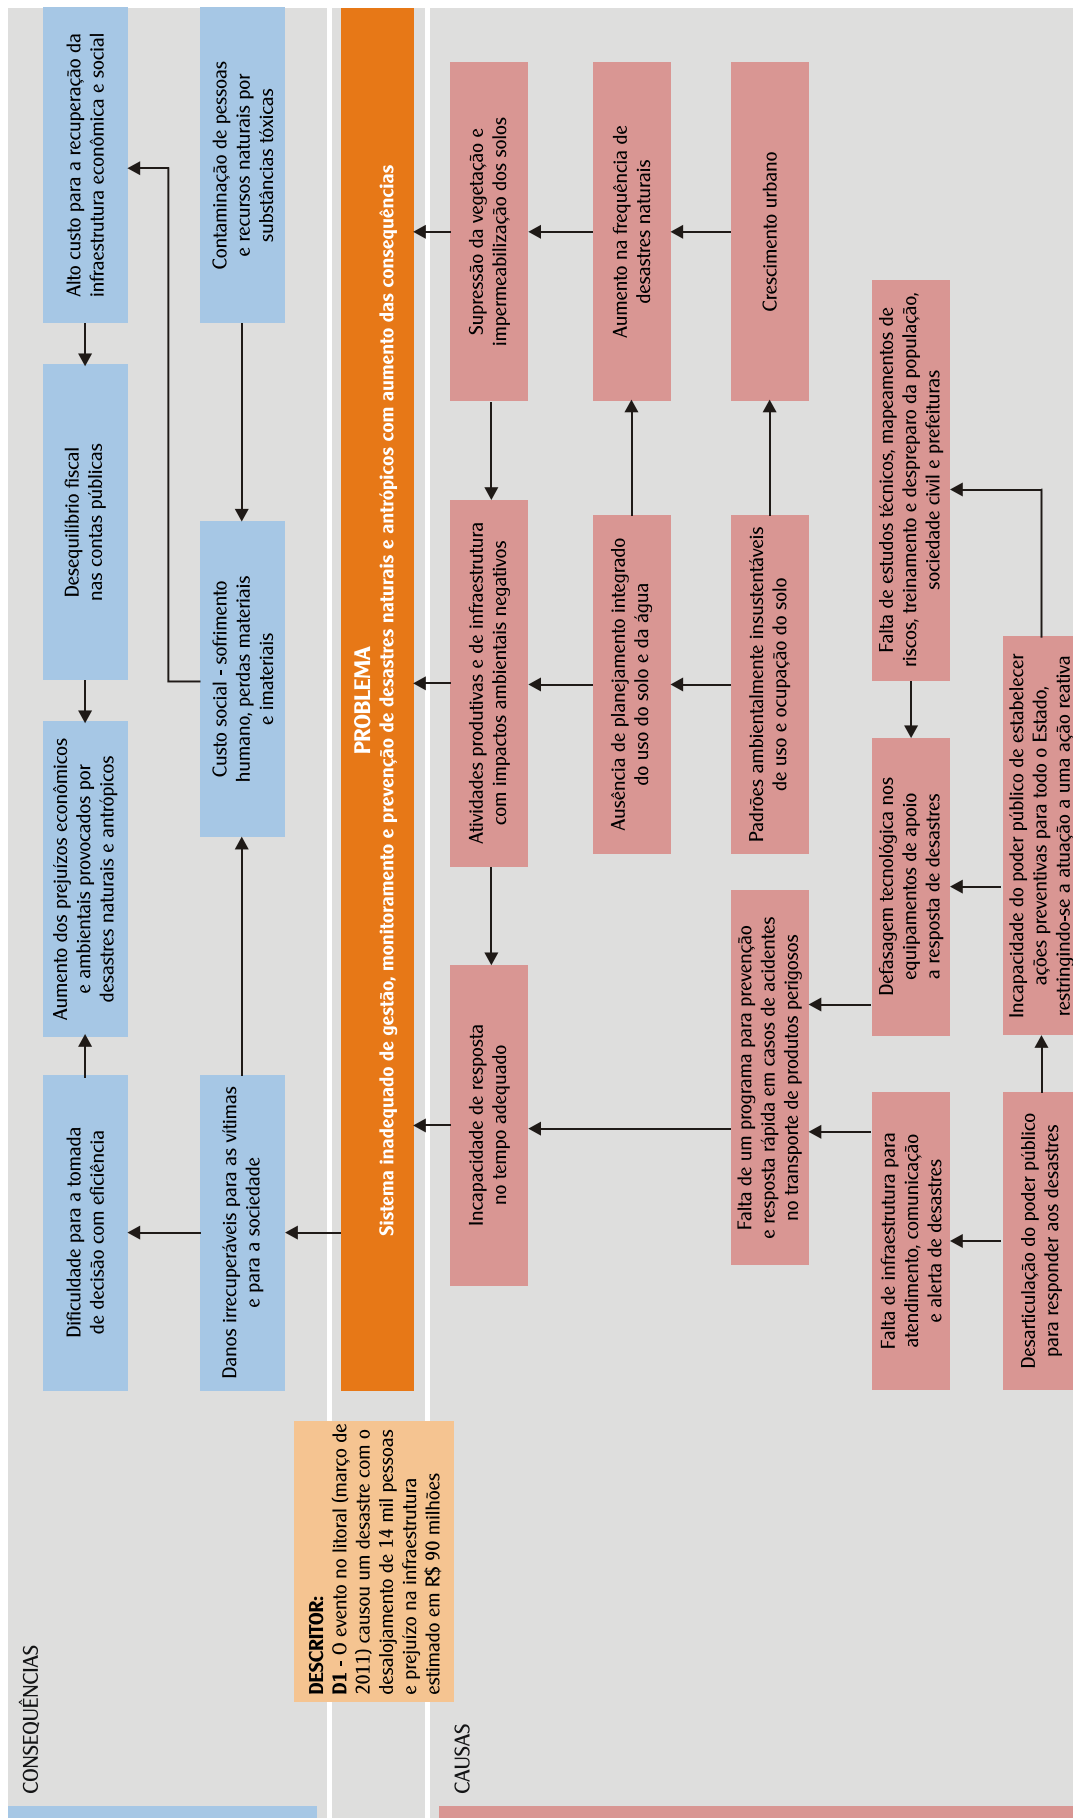 CONSEQUÊNCIAS
Dificuldade para a tomada
de decisão com eficiência
Aumento dos prejuízos econômicos
e ambientais provocados por
desastres naturais e antrópicos
Desequilíbrio fiscal
nas contas públicas
Alto custo para a recuperação da
infraestrutura econômica e social
Danos irrecuperáveis para as vítimas
e para a sociedade
Custo social - sofrimento
humano, perdas materiais
e imateriais
Contaminação de pessoas
e recursos naturais por
substâncias tóxicas
DESCRITOR:
D1 - O evento no litoral (março de
2011) causou um desastre com o
desalojamento de 14 mil pessoas
e prejuízo na infraestrutura
estimado em R$ 90 milhões
PROBLEMA
Sistema inadequado de gestão, monitoramento e prevenção de desastres naturais e antrópicos com aumento das consequências
CAUSAS
Incapacidade de resposta
no tempo adequado
Atividades produtivas e de infraestrutura
com impactos ambientais negativos
Supressão da vegetação e
impermeabilização dos solos
Ausência de planejamento integrado
do uso do solo e da água
Aumento na frequência de
desastres naturais
Falta de um programa para prevenção
e resposta rápida em casos de acidentes
no transporte de produtos perigosos
Padrões ambientalmente insustentáveis
de uso e ocupação do solo
Crescimento urbano
Falta de infraestrutura para
atendimento, comunicação
e alerta de desastres
Defasagem tecnológica nos
equipamentos de apoio
a resposta de desastres
Falta de estudos técnicos, mapeamentos de
riscos, treinamento e despreparo da população,
sociedade civil e prefeituras
Desarticulação do poder público
para responder aos desastres
Incapacidade do poder público de estabelecer
ações preventivas para todo o Estado,
restringindo-se a atuação a uma ação reativa